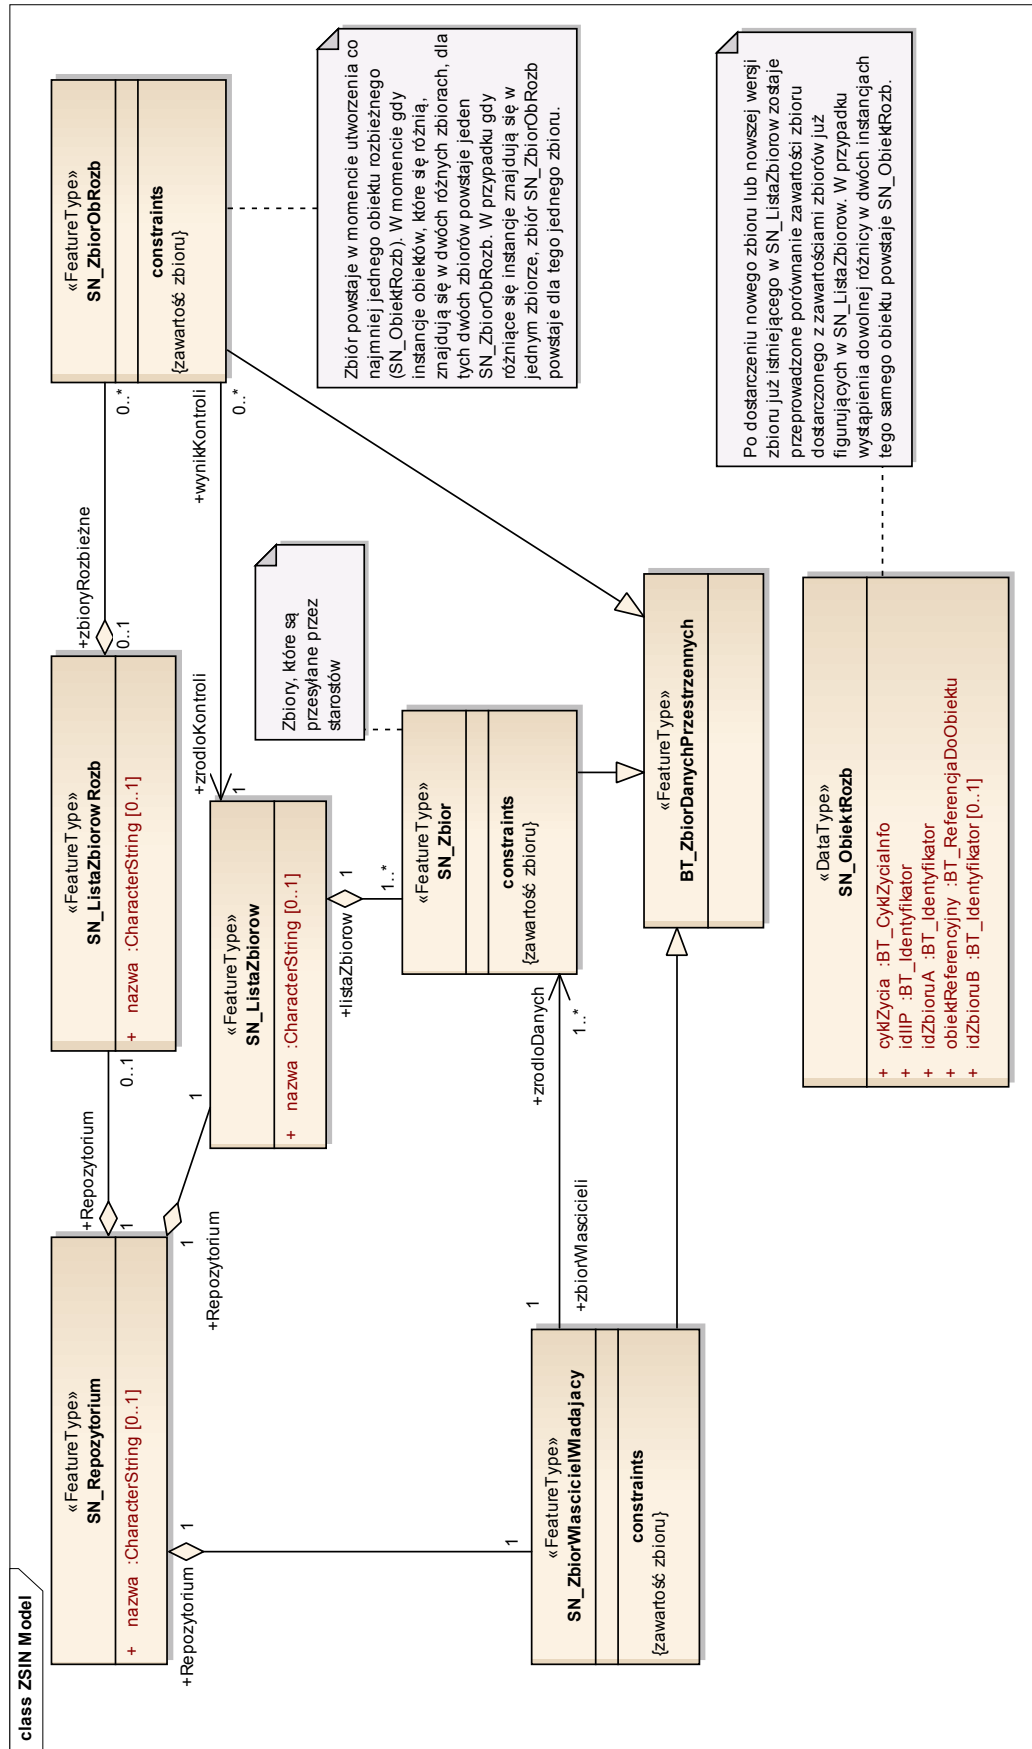 class ZSIN Model
«FeatureType»
SN_Repozytorium
+ nazwa :CharacterString [0..1]
+Repozytorium
1
0..1
«FeatureType»
SN_ListaZbiorowRozb
+ nazwa :CharacterString [0..1]
+zbioryRozbieżne
0..1
0..*
«FeatureType»
SN_ZbiorObRozb
constraints
{zawartość zbioru}
+Repozytorium
1
1
«FeatureType»
SN_ListaZbiorow
+ nazwa :CharacterString [0..1]
+zrodloKontroli
1
+wynikKontroli
0..*
Zbiór powstaje w momencie utworzenia co
najmniej jednego obiektu rozbieżnego
(SN_ObiektRozb). W momencie gdy
instancje obiektów, które się różnią,
znajdują się w dwóch różnych zbiorach, dla
tych dwóch zbiorów powstaje jeden
SN_ZbiorObRozb. W przypadku gdy
różniące się instancje znajdują się w
jednym zbiorze, zbiór SN_ZbiorObRozb
powstaje dla tego jednego zbioru.
+Repozytorium
1
1
+listaZbiorow
1
1..*
Zbiory, które są
przesyłane przez
starostów
«FeatureType»
SN_Zbior
constraints
{zawartość zbioru}
«FeatureType»
SN_ZbiorWlascicielWladajacy
constraints
{zawartość zbioru}
1
+zbiorWlascicieli
+zrodloDanych
1..*
«FeatureType»
BT_ZbiorDanychPrzestrzennych
«DataType»
SN_ObiektRozb
+ cyklZycia :BT_CyklZyciaInfo
+ idIIP :BT_Identyfikator
+ idZbioruA :BT_Identyfikator
+ obiektReferencyjny :BT_ReferencjaDoObiektu
+ idZbioruB :BT_Identyfikator [0..1]
Po dostarczeniu nowego zbioru lub nowszej wersji
zbioru już istniejącego w SN_ListaZbiorow zostaje
przeprowadzone porównanie zawartości zbioru
dostarczonego z zawartościami zbiorów już
figurujących w SN_ListaZbiorow. W przypadku
wystąpienia dowolnej różnicy w dwóch instancjach
tego samego obiektu powstaje SN_ObiektRozb.